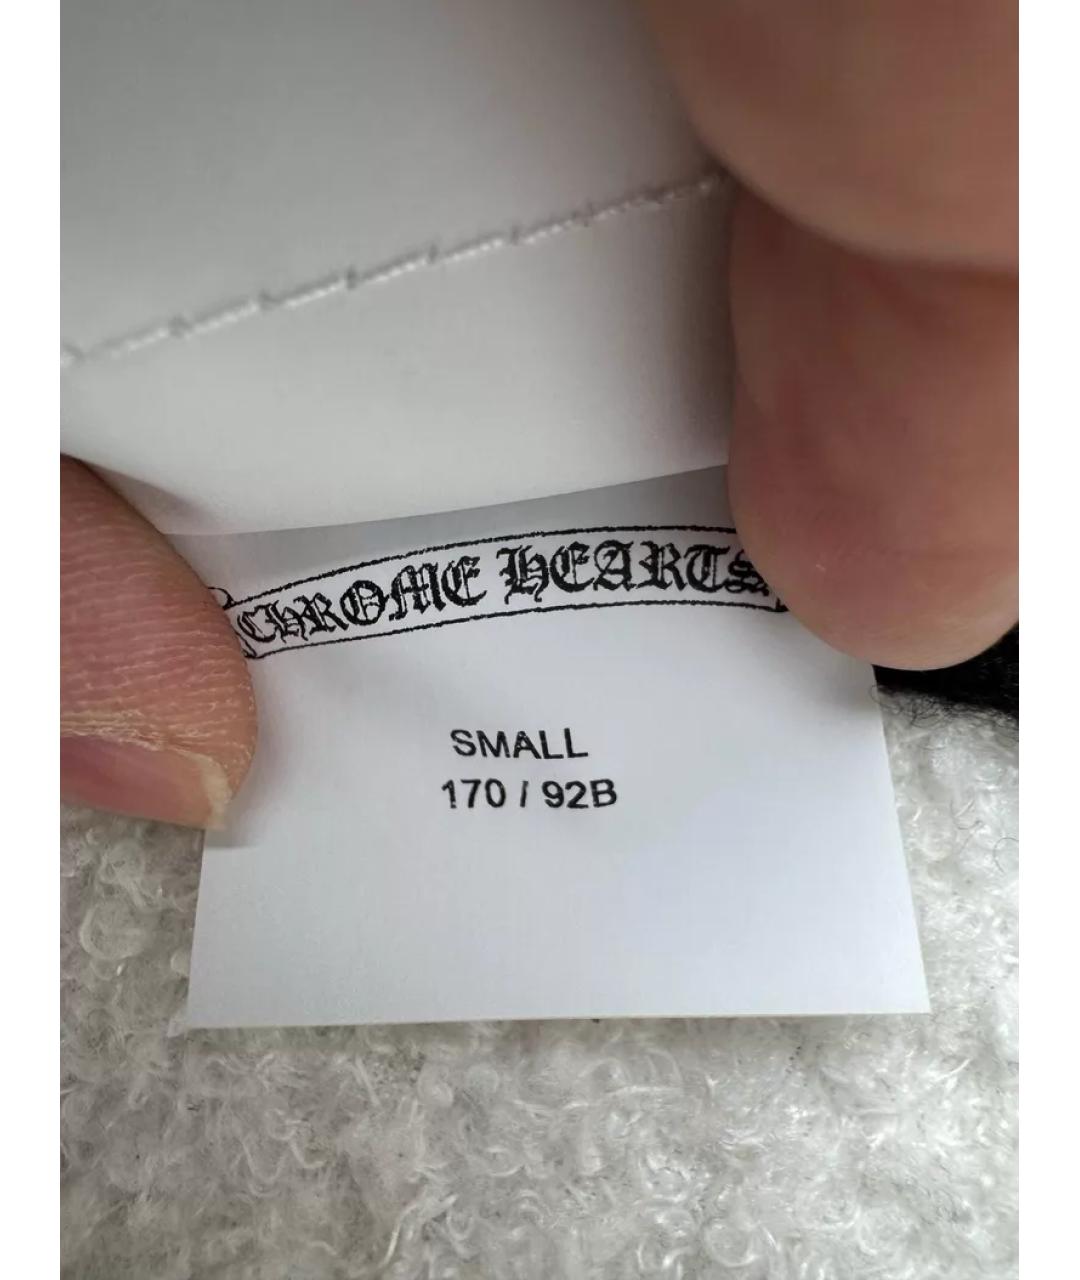 CHROME HEARTS
SMALL
170 / 92B